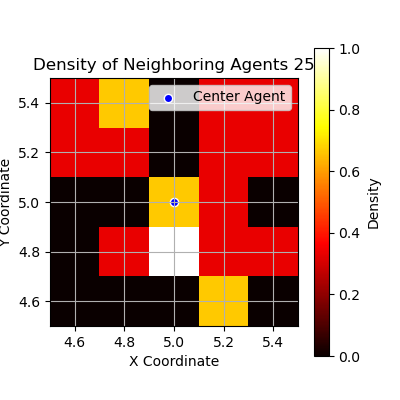 Density of Neighboring Agents 25
Center Agent
Y Coordinate
5.4
5.2
5.0
4.8
4.6
4.6 4.8 5.0 5.2 5.4
X Coordinate
1.0
0.8
0.6
0.4
0.2
0.0
Density